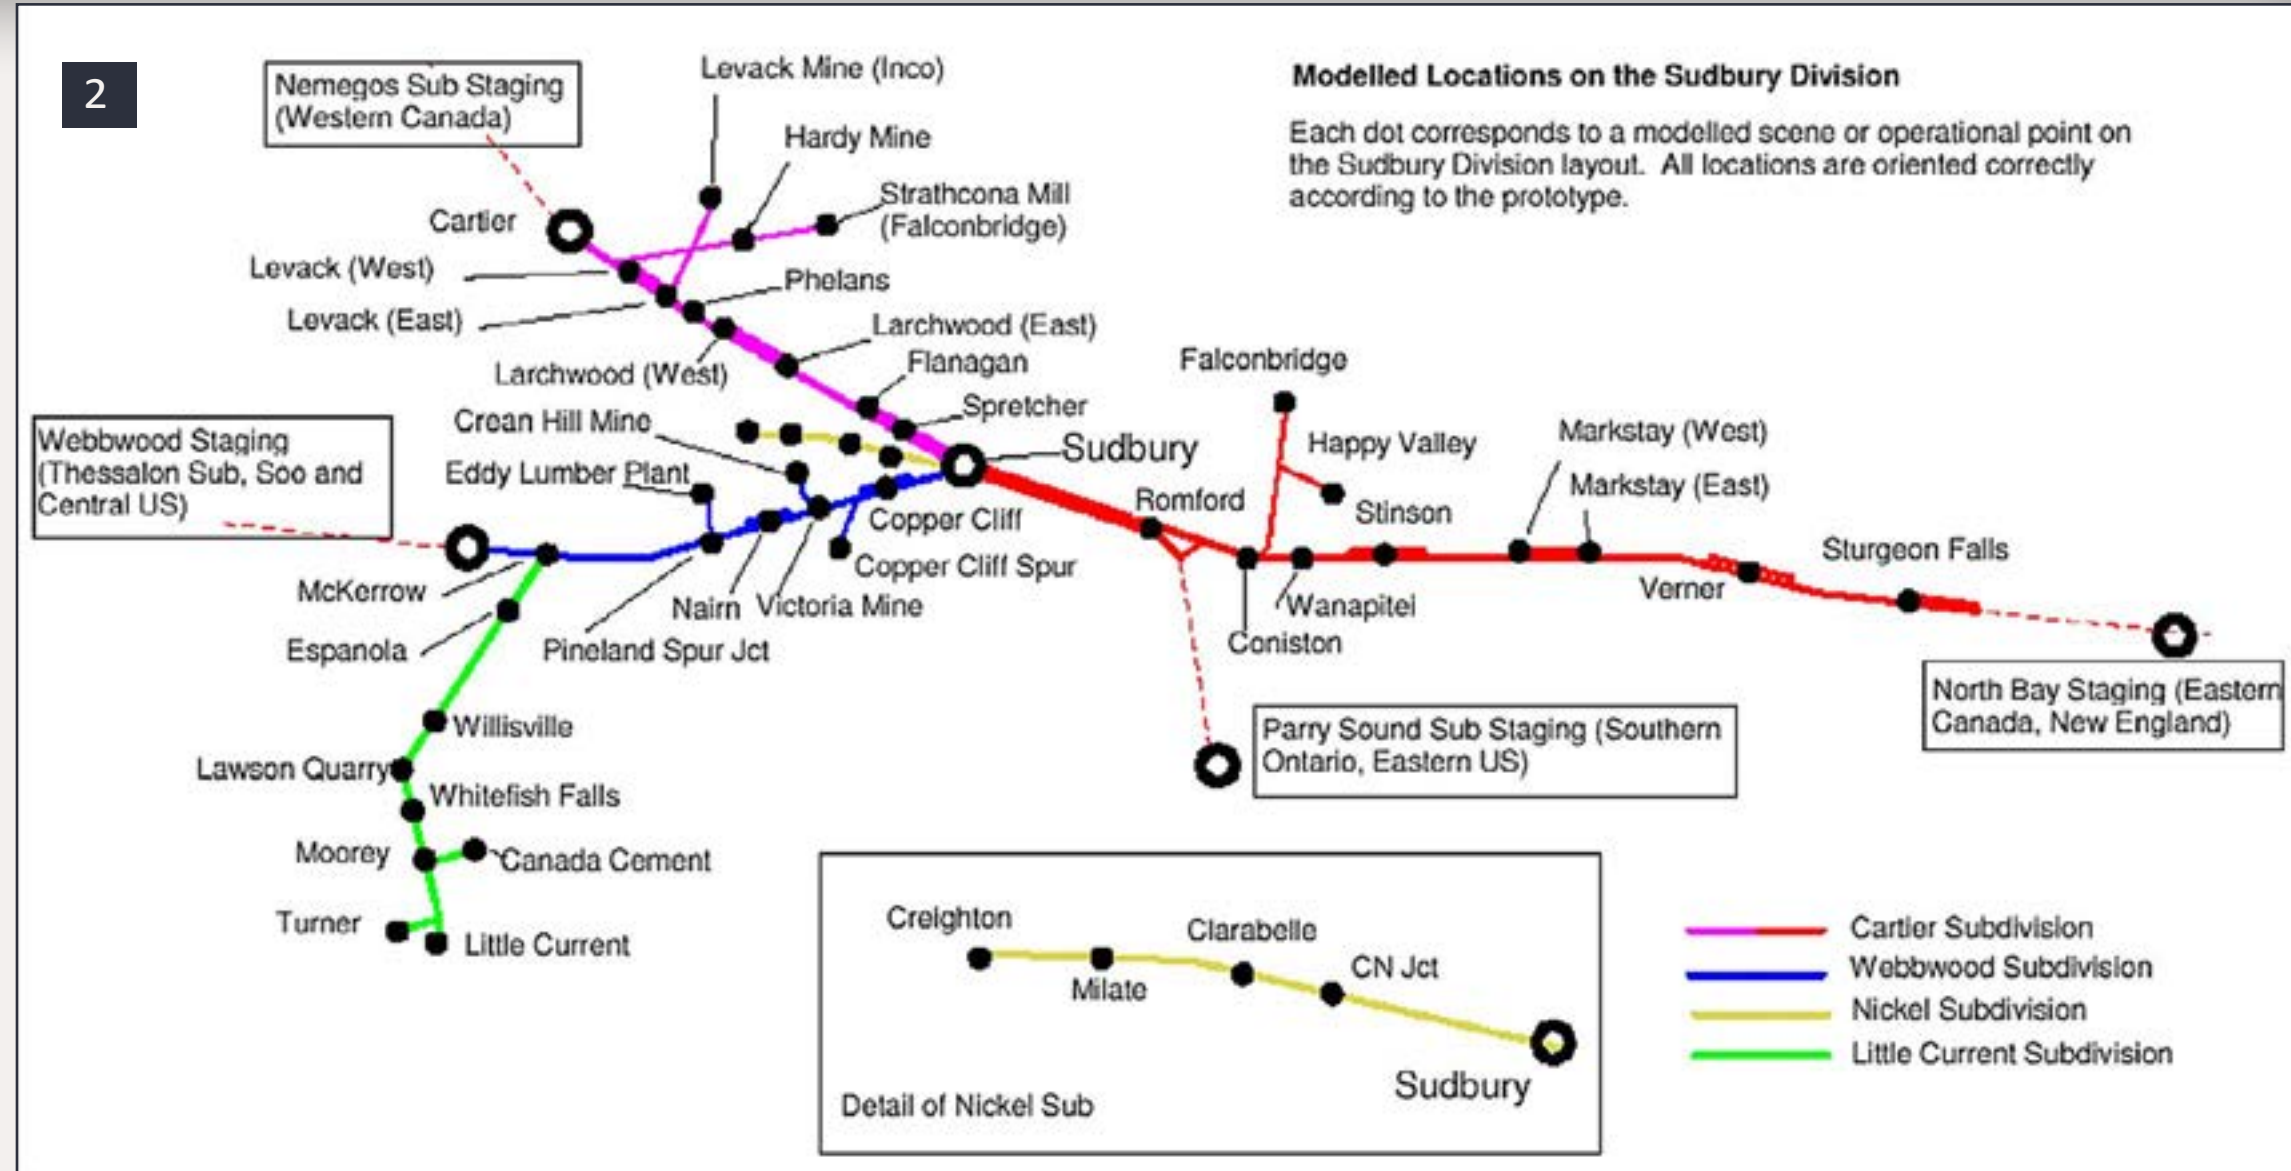 2
Modelled Locations on the Sudbury Division
Each dot corresponds to a modelled scene or operational point on
the Sudbury Division layout. All locations are oriented correctly
according to the prototype.
Nemegos Sub Staging
(Western Canada)
Levack Mine (Inco)
Hardy Mine
Strathcona Mill
(Falconbridge)
Cartier
Levack (West)
Phelans
Levack (East)
Larchwood (East)
Flanagan
Larchwood (West)
Spretcher
Crean Hill Mine
Sudbury
Eddy Lumber Plant
Webbwood Staging
(Thessalon Sub, Soo and
Central US)
Falconbridge
Happy Valley
Stinson
Markstay (West)
Markstay (East)
Romford
Copper Cliff
Copper Cliff Spur
Sturgeon Falls
Verner
Wanapitei
Coniston
McKerrow
Nairn
Victoria Mine
Espanola
Pineland Spur Jct
North Bay Staging (Eastern
Canada, New England)
Parry Sound Sub Staging (Southern
Ontario, Eastern US)
Willisville
Lawson Quarry
Whitefish Falls
Moorey
Canada Cement
Turner
Little Current
Creighton
Clarabelle
CN Jct
Milate
Sudbury
Detail of Nickel Sub
Cartier Subdivision
Webbwood Subdivision
Nickel Subdivision
Little Current Subdivision